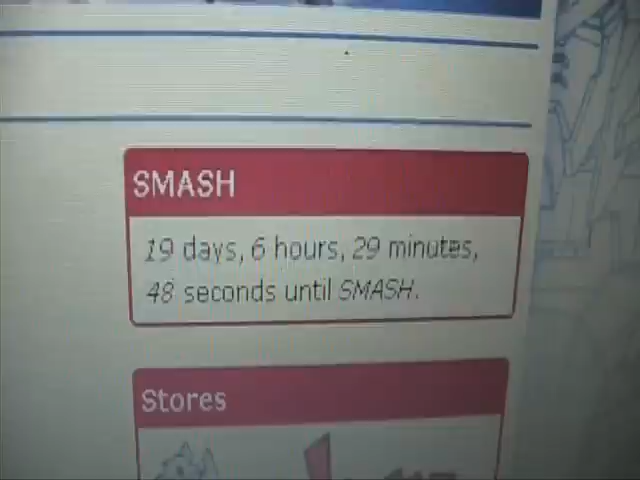 SMASH
19 days, 6 hours, 29 minutes,
48 seconds until SMASH.
Stores